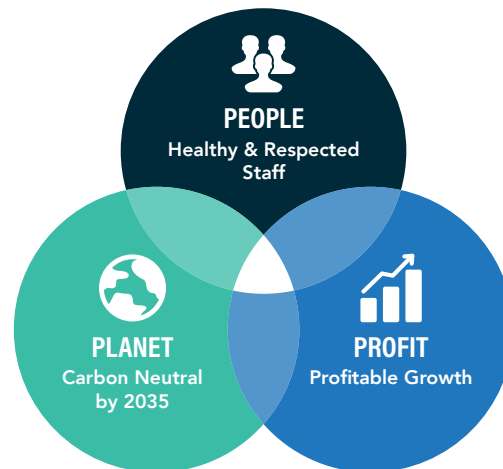 PEOPLE
Healthy & Respected
Staff
PLANET
Carbon Neutral
by 2035
PROFIT
Profitable Growth